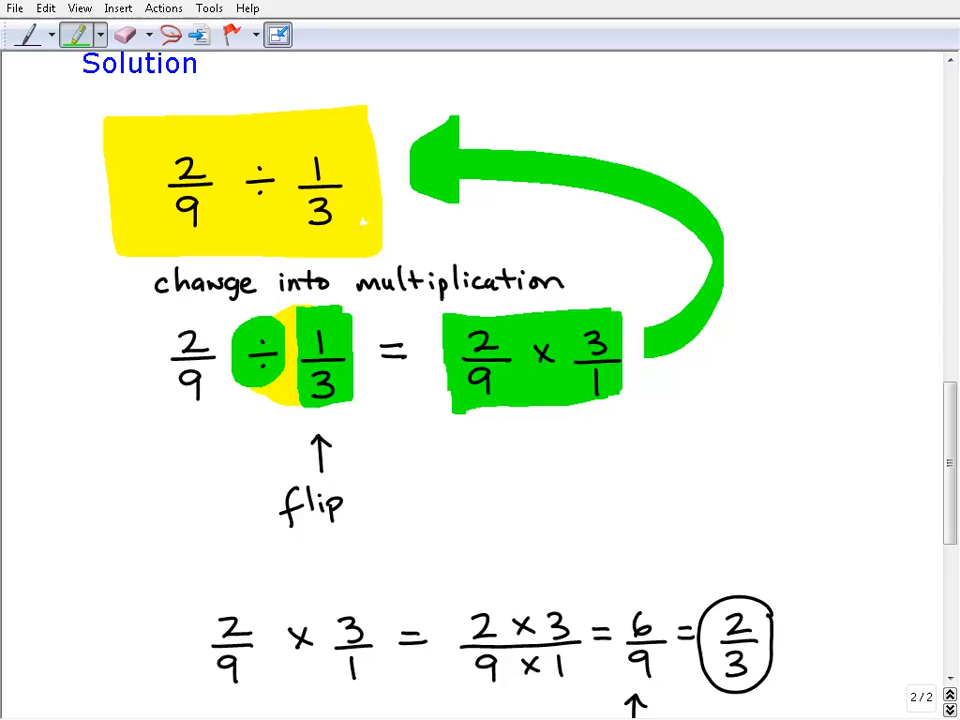 File Edit View Insert Actions Tools Help
Solution
2/9 ÷ 1/3
change into multiplication
2/9 ÷ 1/3 = 2/9 × 3/1
↑
flip
2/9 × 3/1 = 2 × 3/9 × 1 = 6/9 = 2/3
↑
2 / 2